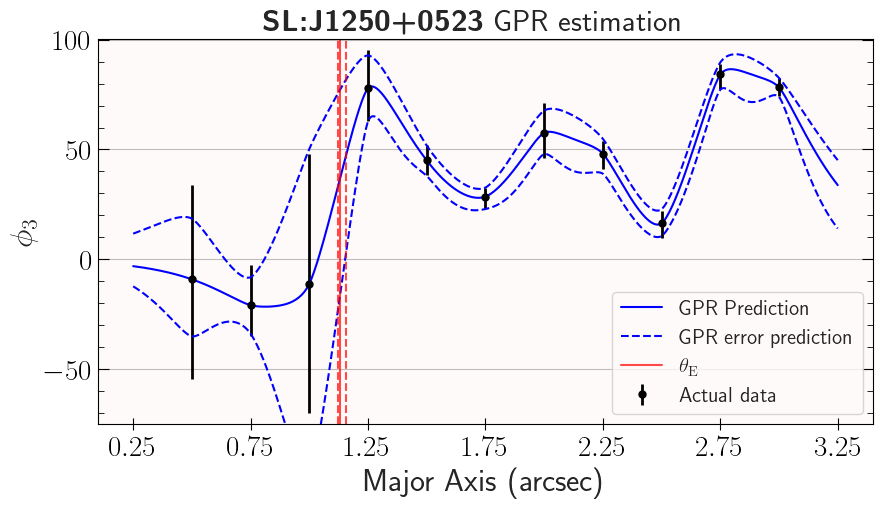 SL:J1250+0523 GPR estimation
100
50
0
−50
ϕ3
0.25 0.75 1.25 1.75 2.25 2.75 3.25
Major Axis (arcsec)
GPR Prediction
GPR error prediction
θE
Actual data